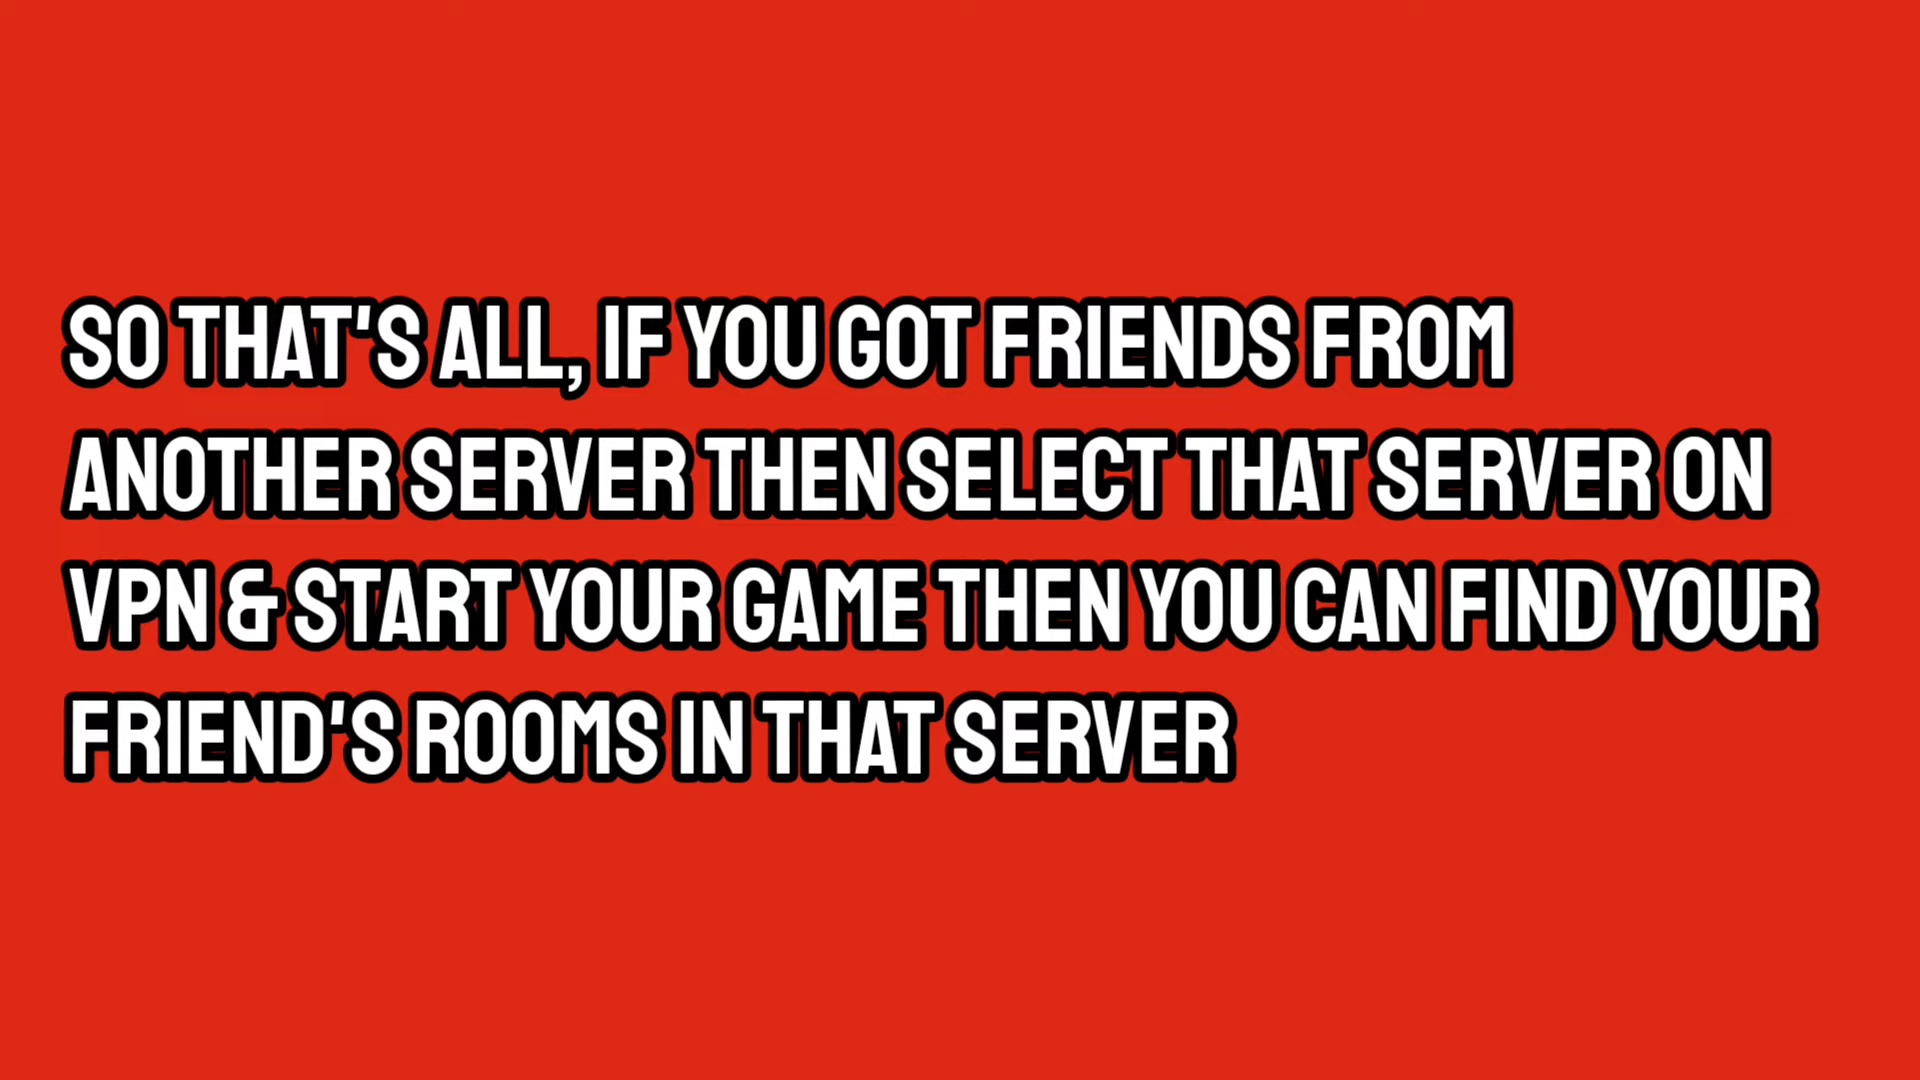 SO THAT'S ALL, IF YOU GOT FRIENDS FROM
ANOTHER SERVER THEN SELECT THAT SERVER ON
VPN & START YOUR GAME THEN YOU CAN FIND YOUR
FRIEND'S ROOMS IN THAT SERVER